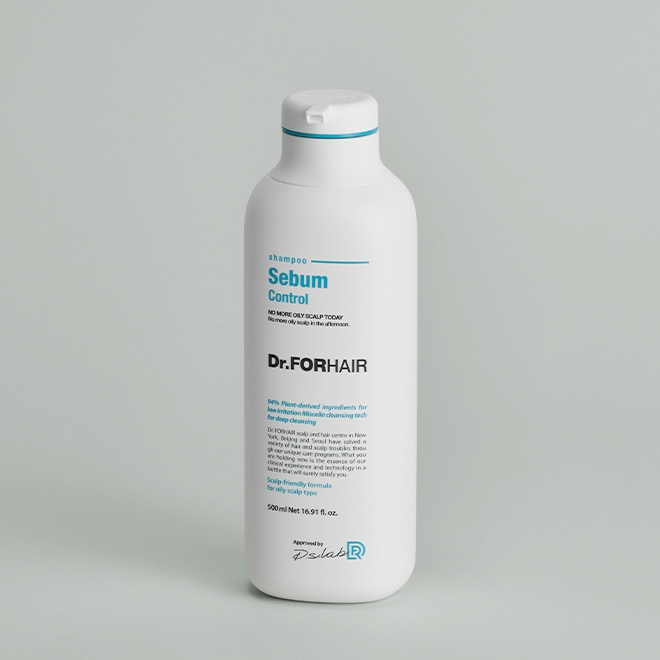 shampoo
Sebum
Control
NO MORE OILY SCALP TODAY
No more oily scalp in the afternoon.
Dr.FORHAIR
94% Plant-derived ingredients for
low irritation Miscelle cleansing tech
for deep cleansing
Dr.FORHAIR scalp and hair centre in New
York, Beijing and Seoul have solved a
variety of hair and scalp troubles throu
gh our unique care programs. What you
are holding now is the essence of our
clinical experience and technology in a
bottle that will surely satisfy you.
Scalp-friendly formula
for oily scalp type
500ml Net 16.91 fl. oz.
Approved by
Dr's Lab